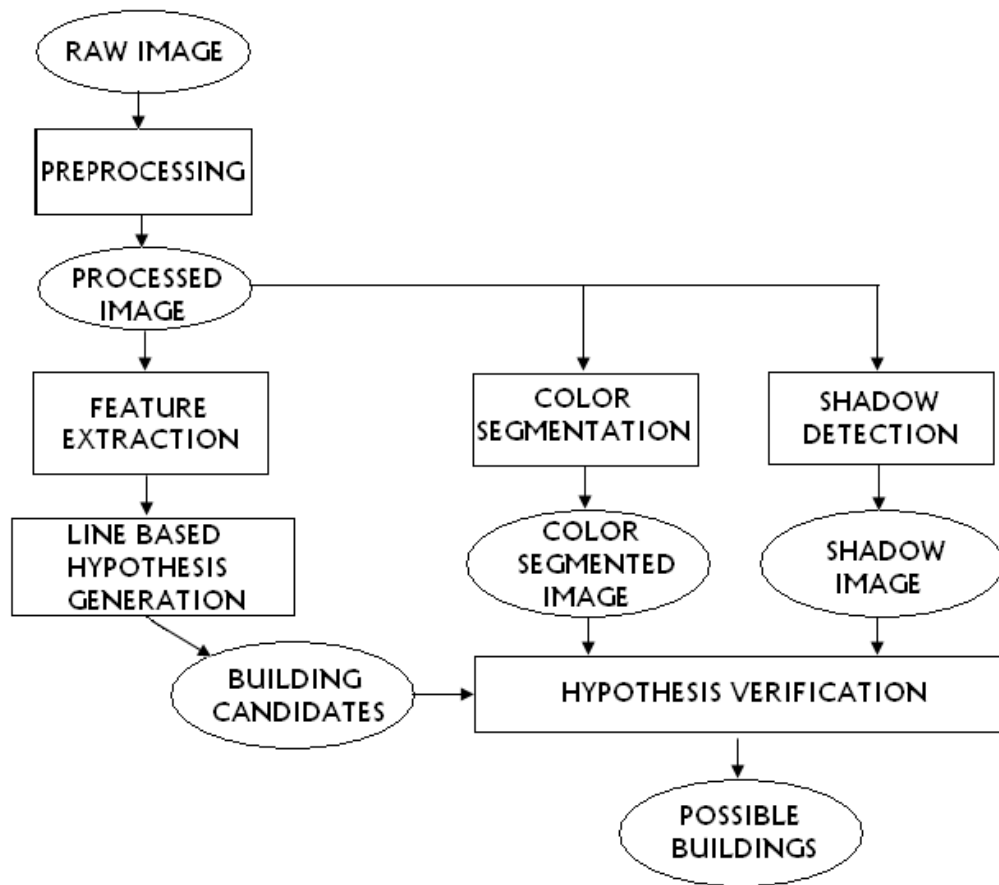 RAW IMAGE
PREPROCESSING
PROCESSED
IMAGE
FEATURE
EXTRACTION
COLOR
SEGMENTATION
SHADOW
DETECTION
LINE BASED
HYPOTHESIS
GENERATION
COLOR
SEGMENTED
IMAGE
SHADOW
IMAGE
BUILDING
CANDIDATES
HYPOTHESIS VERIFICATION
POSSIBLE
BUILDINGS